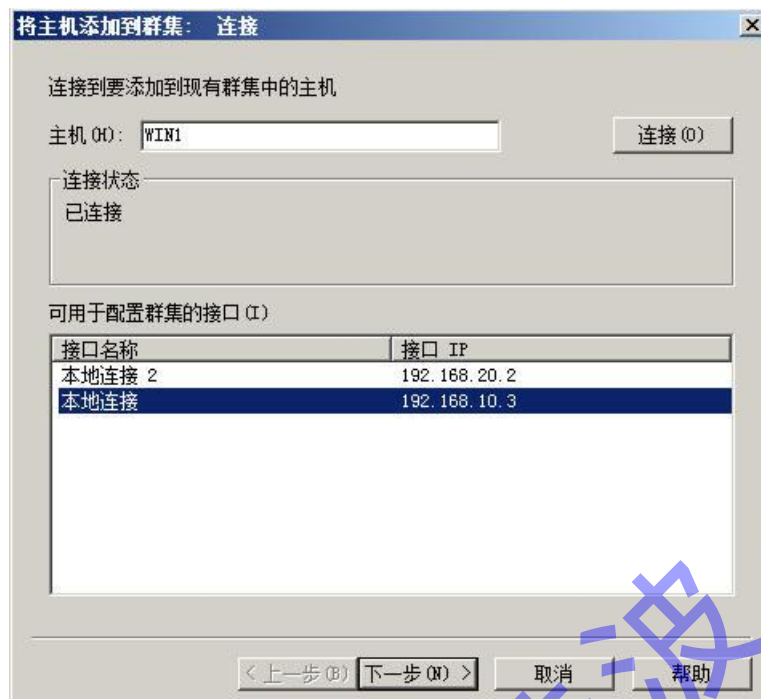 将主机添加到群集: 连接
连接到要添加到现有群集中的主机
主机(H): WIN1 连接(O)
连接状态
已连接
可用于配置群集的接口(I)
接口名称 接口 IP
本地连接 2 192.168.20.2
本地连接 192.168.10.3
< 上一步(B) 下一步(N) > 取消 帮助
波